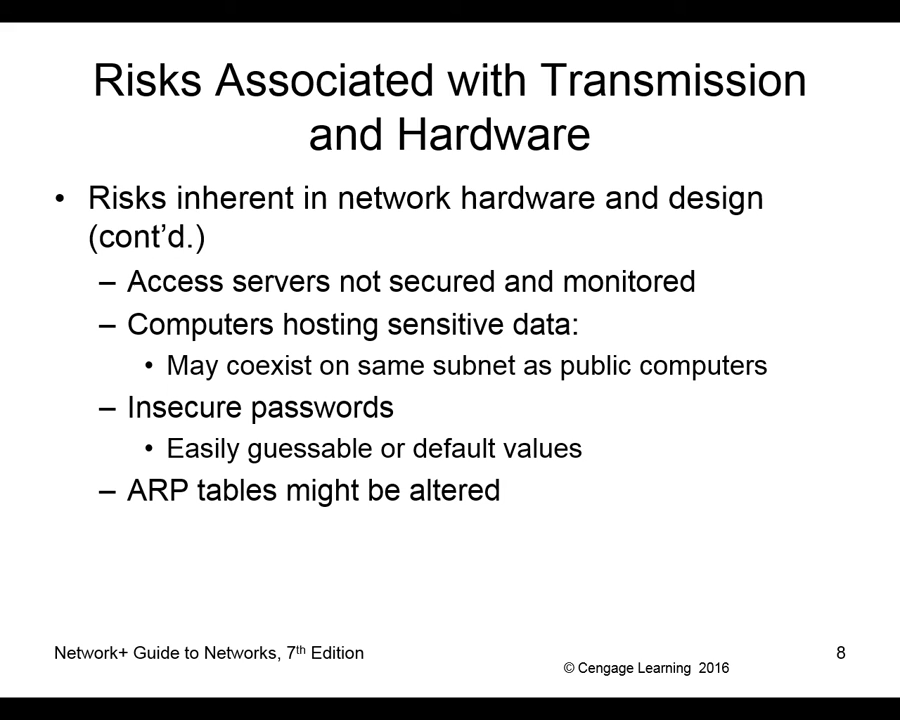 Risks Associated with Transmission
and Hardware
• Risks inherent in network hardware and design
(cont’d.)
– Access servers not secured and monitored
– Computers hosting sensitive data:
• May coexist on same subnet as public computers
– Insecure passwords
• Easily guessable or default values
– ARP tables might be altered
Network+ Guide to Networks, 7th Edition
© Cengage Learning 2016
8